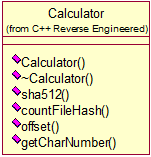 Calculator
(from C++ Reverse Engineered)
Calculator()
~Calculator()
sha512()
countFileHash()
offset()
getCharNumber()